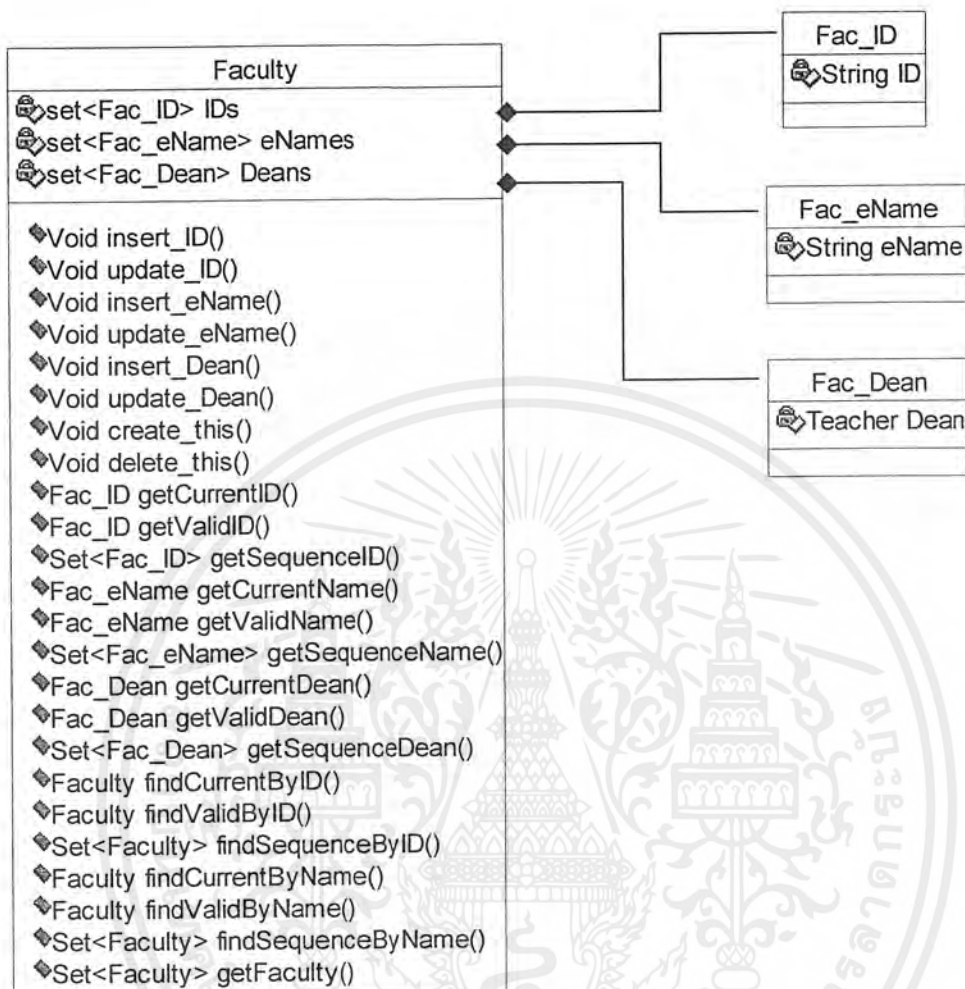 Faculty
set<Fac_ID> IDs
set<Fac_eName> eNames
set<Fac_Dean> Deans
Void insert_ID()
Void update_ID()
Void insert_eName()
Void update_eName()
Void insert_Dean()
Void update_Dean()
Void create_this()
Void delete_this()
Fac_ID getCurrentID()
Fac_ID getValidID()
Set<Fac_ID> getSequenceID()
Fac_eName getCurrentName()
Fac_eName getValidName()
Set<Fac_eName> getSequenceName()
Fac_Dean getCurrentDean()
Fac_Dean getValidDean()
Set<Fac_Dean> getSequenceDean()
Faculty findCurrentByID()
Faculty findValidByID()
Set<Faculty> findSequenceByID()
Faculty findCurrentByName()
Faculty findValidByName()
Set<Faculty> findSequenceByName()
Set<Faculty> getFaculty()
Fac_ID
String ID
Fac_eName
String eName
Fac_Dean
Teacher Dean